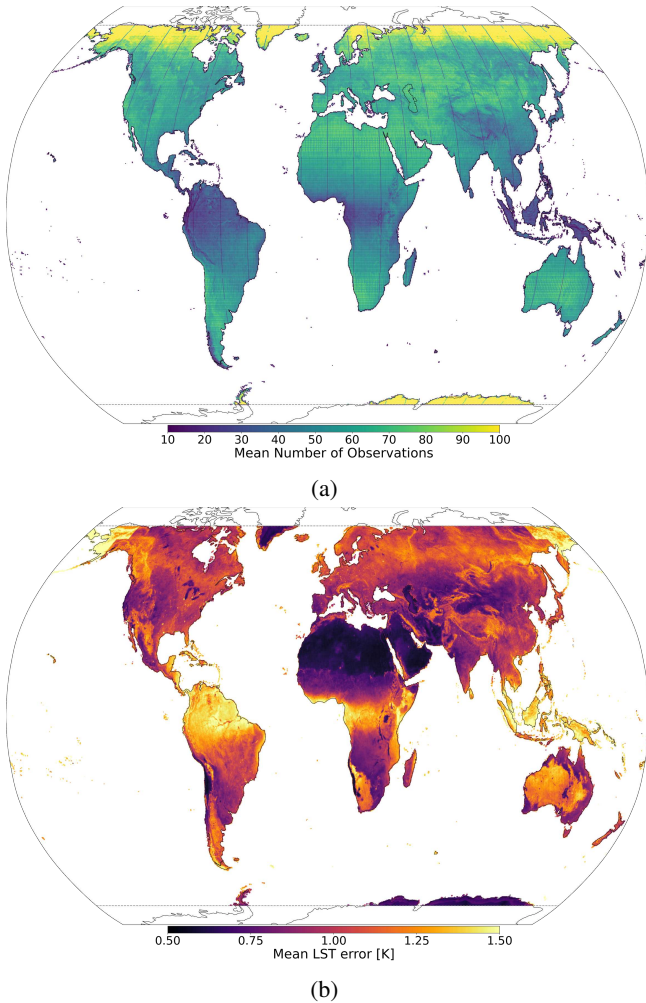 10 20 30 40 50 60 70 80 90 100
Mean Number of Observations
(a)
0.50 0.75 1.00 1.25 1.50
Mean LST error [K]
(b)